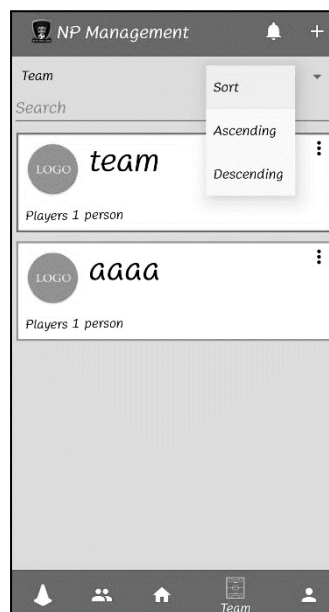 NP Management
Team
Sort
Search
Ascending
LOGO
team
Descending
Players 1 person
LOGO
aaaa
Players 1 person
Team